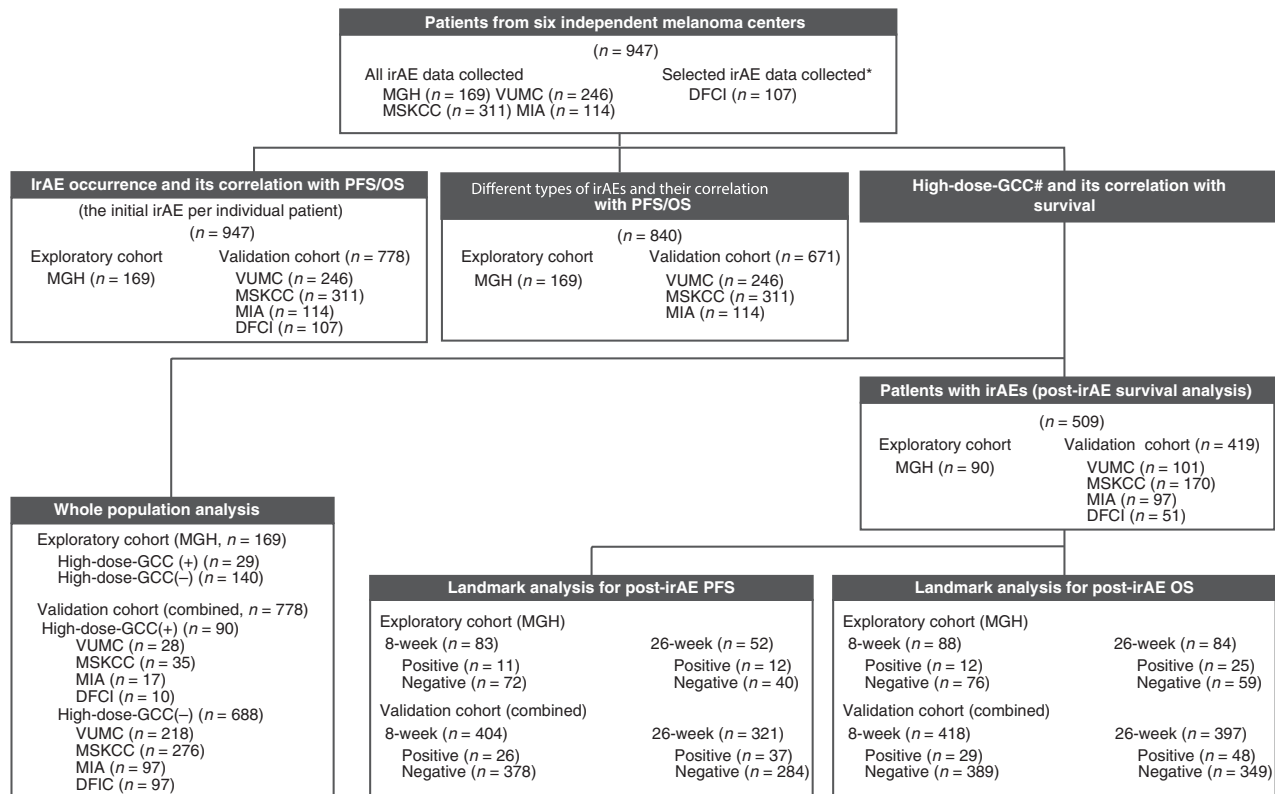 Patients from six independent melanoma centers
(n = 947)
All irAE data collected
MGH (n = 169) VUMC (n = 246)
MSKCC (n = 311) MIA (n = 114)
Selected irAE data collected*
DFCI (n = 107)
IrAE occurrence and its correlation with PFS/OS
(the initial irAE per individual patient)
(n = 947)
Exploratory cohort
MGH (n = 169)
Validation cohort (n = 778)
VUMC (n = 246)
MSKCC (n = 311)
MIA (n = 114)
DFCI (n = 107)
Different types of irAEs and their correlation
with PFS/OS
(n = 840)
Exploratory cohort
MGH (n = 169)
Validation cohort (n = 671)
VUMC (n = 246)
MSKCC (n = 311)
MIA (n = 114)
High-dose-GCC# and its correlation with
survival
Patlents with irAEs (post-irAE survival analysis)
(n = 509)
Exploratory cohort
MGH (n = 90)
Validation cohort (n = 419)
VUMC (n = 101)
MSKCC (n = 170)
MIA (n = 97)
DFCI (n = 51)
Whole population analysis
Exploratory cohort (MGH, n = 169)
High-dose-GCC (+) (n = 29)
High-dose-GCC(–) (n = 140)
Validation cohort (combined, n = 778)
High-dose-GCC(+) (n = 90)
VUMC (n = 28)
MSKCC (n = 35)
MIA (n = 17)
DFCI (n = 10)
High-dose-GCC(–) (n = 688)
VUMC (n = 218)
MSKCC (n = 276)
MIA (n = 97)
DFIC (n = 97)
Landmark analysis for post-irAE PFS
Exploratory cohort (MGH)
8-week (n = 83)
Positive (n = 11)
Negative (n = 72)
26-week (n = 52)
Positive (n = 12)
Negative (n = 40)
Validation cohort (combined)
8-week (n = 404)
Positive (n = 26)
Negative (n = 378)
26-week (n = 321)
Positive (n = 37)
Negative (n = 284)
Landmark analysis for post-irAE OS
Exploratory cohort (MGH)
8-week (n = 88)
Positive (n = 12)
Negative (n = 76)
26-week (n = 84)
Positive (n = 25)
Negative (n = 59)
Validation cohort (combined)
8-week (n = 418)
Positive (n = 29)
Negative (n = 389)
26-week (n = 397)
Positive (n = 48)
Negative (n = 349)